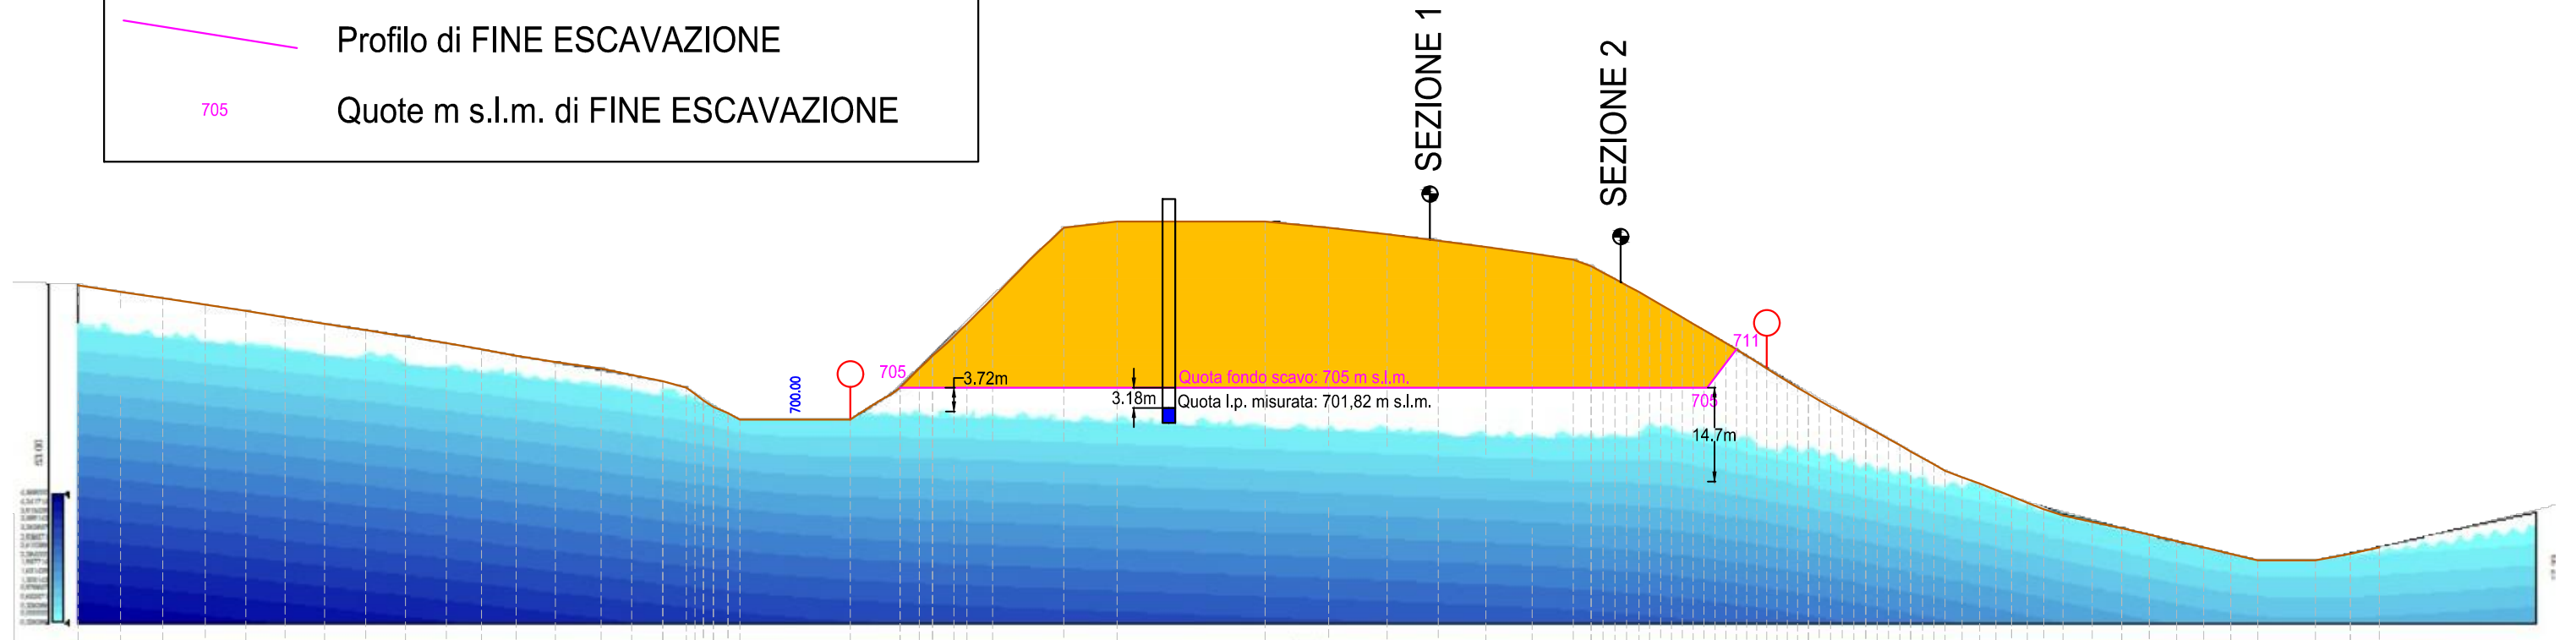 Profilo di FINE ESCAVAZIONE
705
Quote m s.l.m. di FINE ESCAVAZIONE
SEZIONE 1
SEZIONE 2
711
705
3.72m
Quota fondo scavo: 705 m s.l.m.
700.00
3.18m
Quota l.p. misurata: 701,82 m s.l.m.
705
14.7m